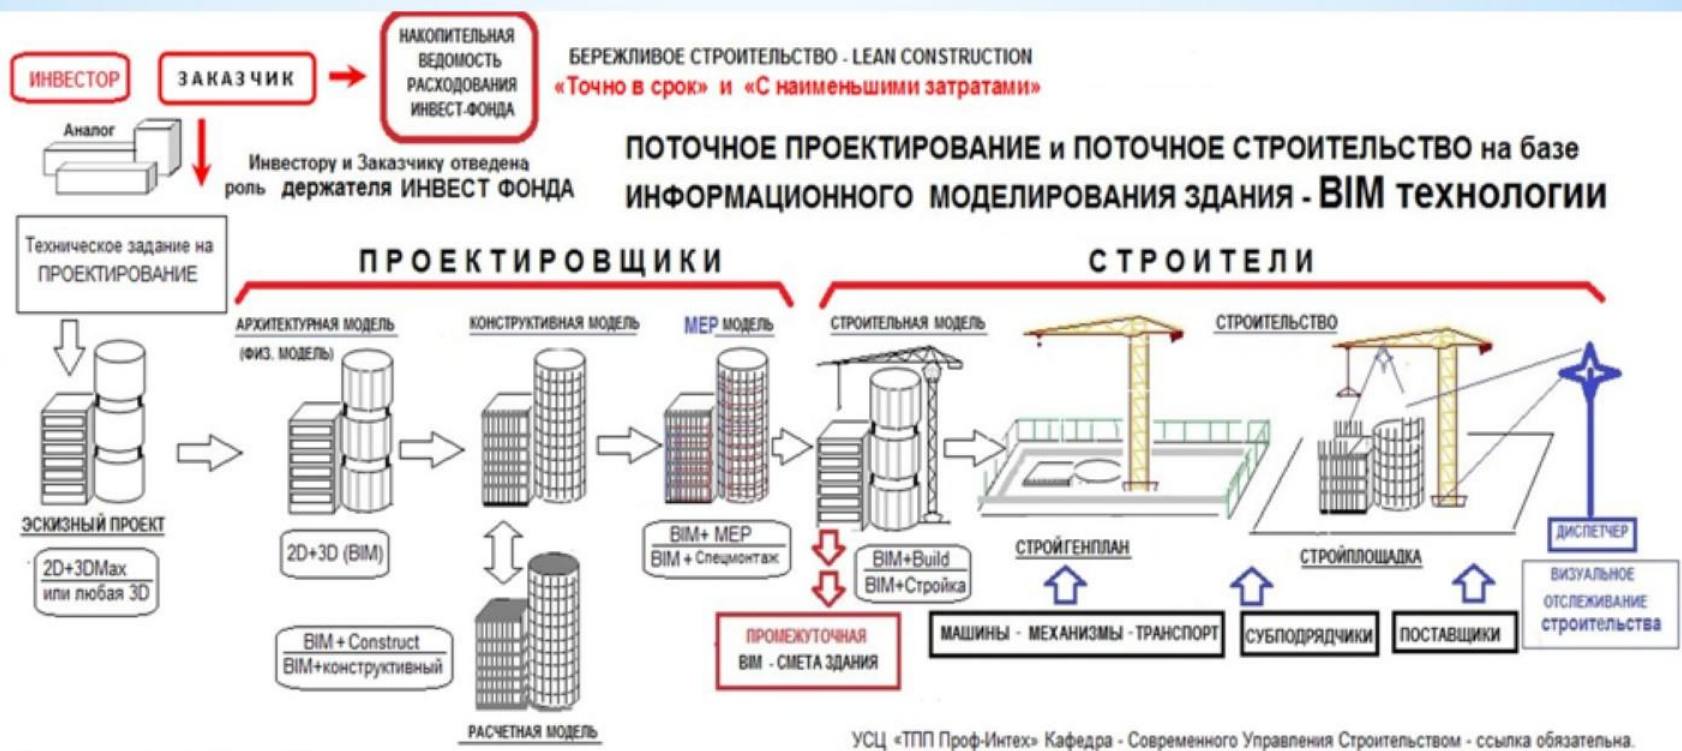 ИНВЕСТОР
ЗАКАЗЧИК
НАКОПИТЕЛЬНАЯ
ВЕДОМОСТЬ
РАСХОДОВАНИЯ
ИНВЕСТ-ФОНДА
БЕРЕЖЛИВОЕ СТРОИТЕЛЬСТВО - LEAN CONSTRUCTION
«Точно в срок» и «С наименьшими затратами»
Аналог
Инвестору и Заказчику отведена
роль держателя ИНВЕСТ ФОНДА
ПОТОЧНОЕ ПРОЕКТИРОВАНИЕ и ПОТОЧНОЕ СТРОИТЕЛЬСТВО на базе
ИНФОРМАЦИОННОГО МОДЕЛИРОВАНИЯ ЗДАНИЯ - BIM технологии
Техническое задание на
ПРОЕКТИРОВАНИЕ
ПРОЕКТИРОВЩИКИ
СТРОИТЕЛИ
АРХИТЕКТУРНАЯ МОДЕЛЬ
(ФИЗ. МОДЕЛЬ)
КОНСТРУКТИВНАЯ МОДЕЛЬ
МЕР МОДЕЛЬ
СТРОИТЕЛЬНАЯ МОДЕЛЬ
СТРОИТЕЛЬСТВО
ЭСКИЗНЫЙ ПРОЕКТ
2D+3DMax
или любая 3D
2D+3D (BIM)
BIM+ MEP
BIM + Спецмонтаж
BIM+Build
BIM+Стройка
СТРОЙГЕНПЛАН
СТРОЙПЛОЩАДКА
ДИСПЕТЧЕР
ВИЗУАЛЬНОЕ
ОТСЛЕЖИВАНИЕ
строительства
BIM + Construct
BIM+конструктивный
ПРОМЕЖУТОЧНАЯ
BIM - СМЕТА ЗДАНИЯ
МАШИНЫ - МЕХАНИЗМЫ - ТРАНСПОРТ
СУБПОДРЯДЧИКИ
ПОСТАВЩИКИ
РАСЧЕТНАЯ МОДЕЛЬ
УСЦ «ТПП Проф-Интех» Кафедра - Современного Управления Строительством - ссылка обязательна.